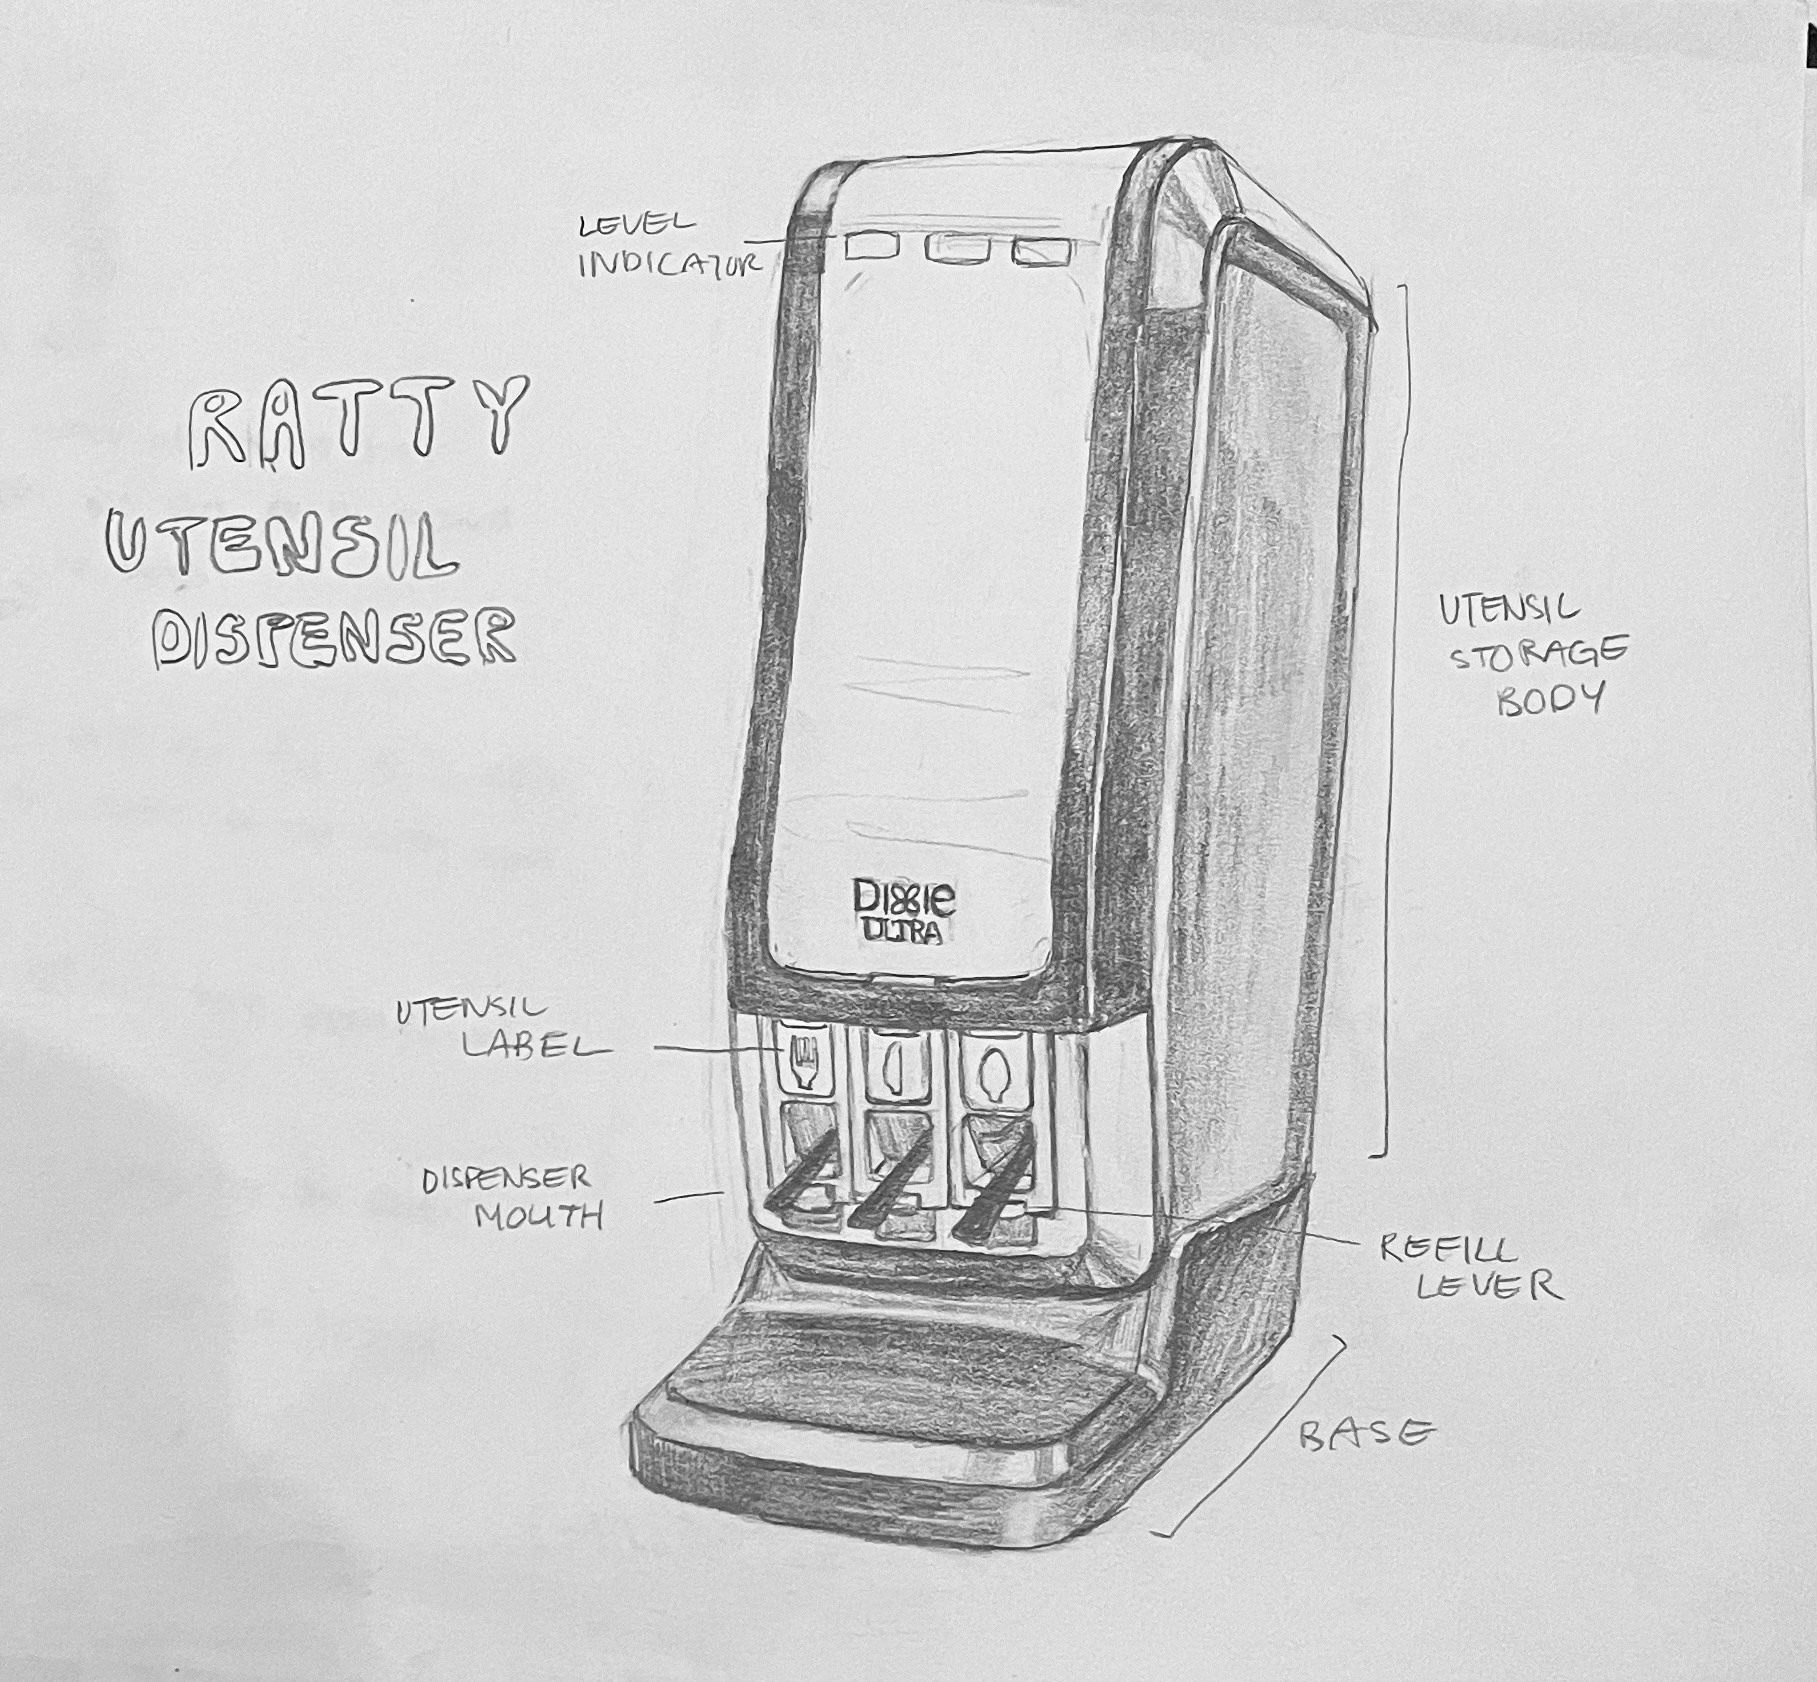 LEVEL
INDICATOR
RATTY
UTENSIL
DISPENSER
UTENSIL
STORAGE
BODY
Dixie
ULTRA
UTENSIL
LABEL
DISPENSER
MOUTH
REFILL
LEVER
BASE